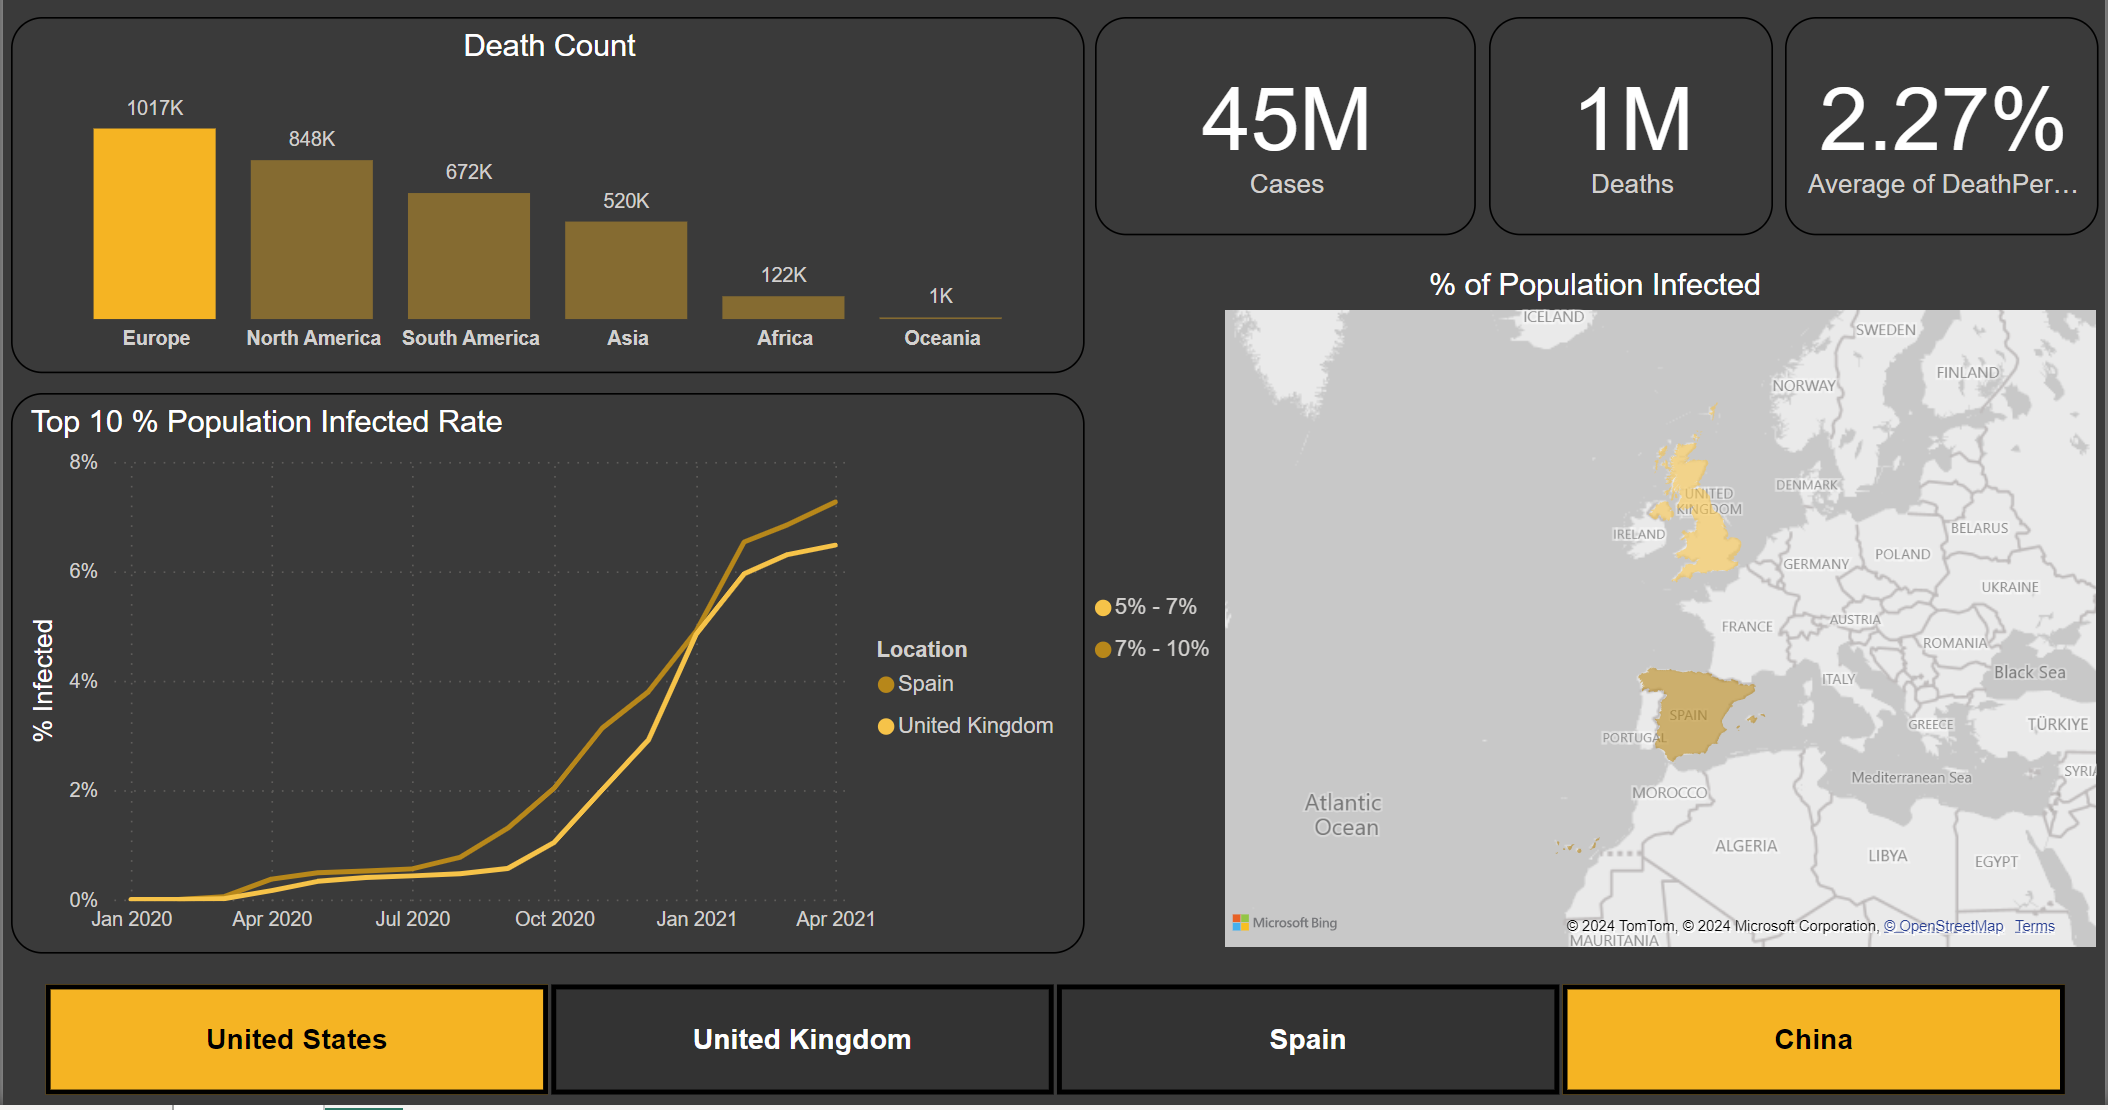 Death Count
1017K
848K
672K
520K
122K
1K
Europe
North America
South America
Asia
Africa
Oceania
45M
Cases
1M
Deaths
2.27%
Average of DeathPer...
Top 10 % Population Infected Rate
% Infected
8%
6%
4%
2%
0%
Jan 2020
Apr 2020
Jul 2020
Oct 2020
Jan 2021
Apr 2021
Location
Spain
United Kingdom
% of Population Infected
5% - 7%
7% - 10%
ICELAND
SWEDEN
FINLAND
NORWAY
UNITED
KINGDOM
DENMARK
IRELAND
BELARUS
POLAND
GERMANY
UKRAINE
FRANCE
AUSTRIA
ROMANIA
Black Sea
ITALY
SPAIN
GREECE
TÜRKIYE
PORTUGAL
SYRIA
Mediterranean Sea
MOROCCO
Atlantic
Ocean
ALGERIA
LIBYA
EGYPT
Microsoft Bing
© 2024 TomTom, © 2024 Microsoft Corporation, © OpenStreetMap Terms
MAURITANIA
United States
United Kingdom
Spain
China